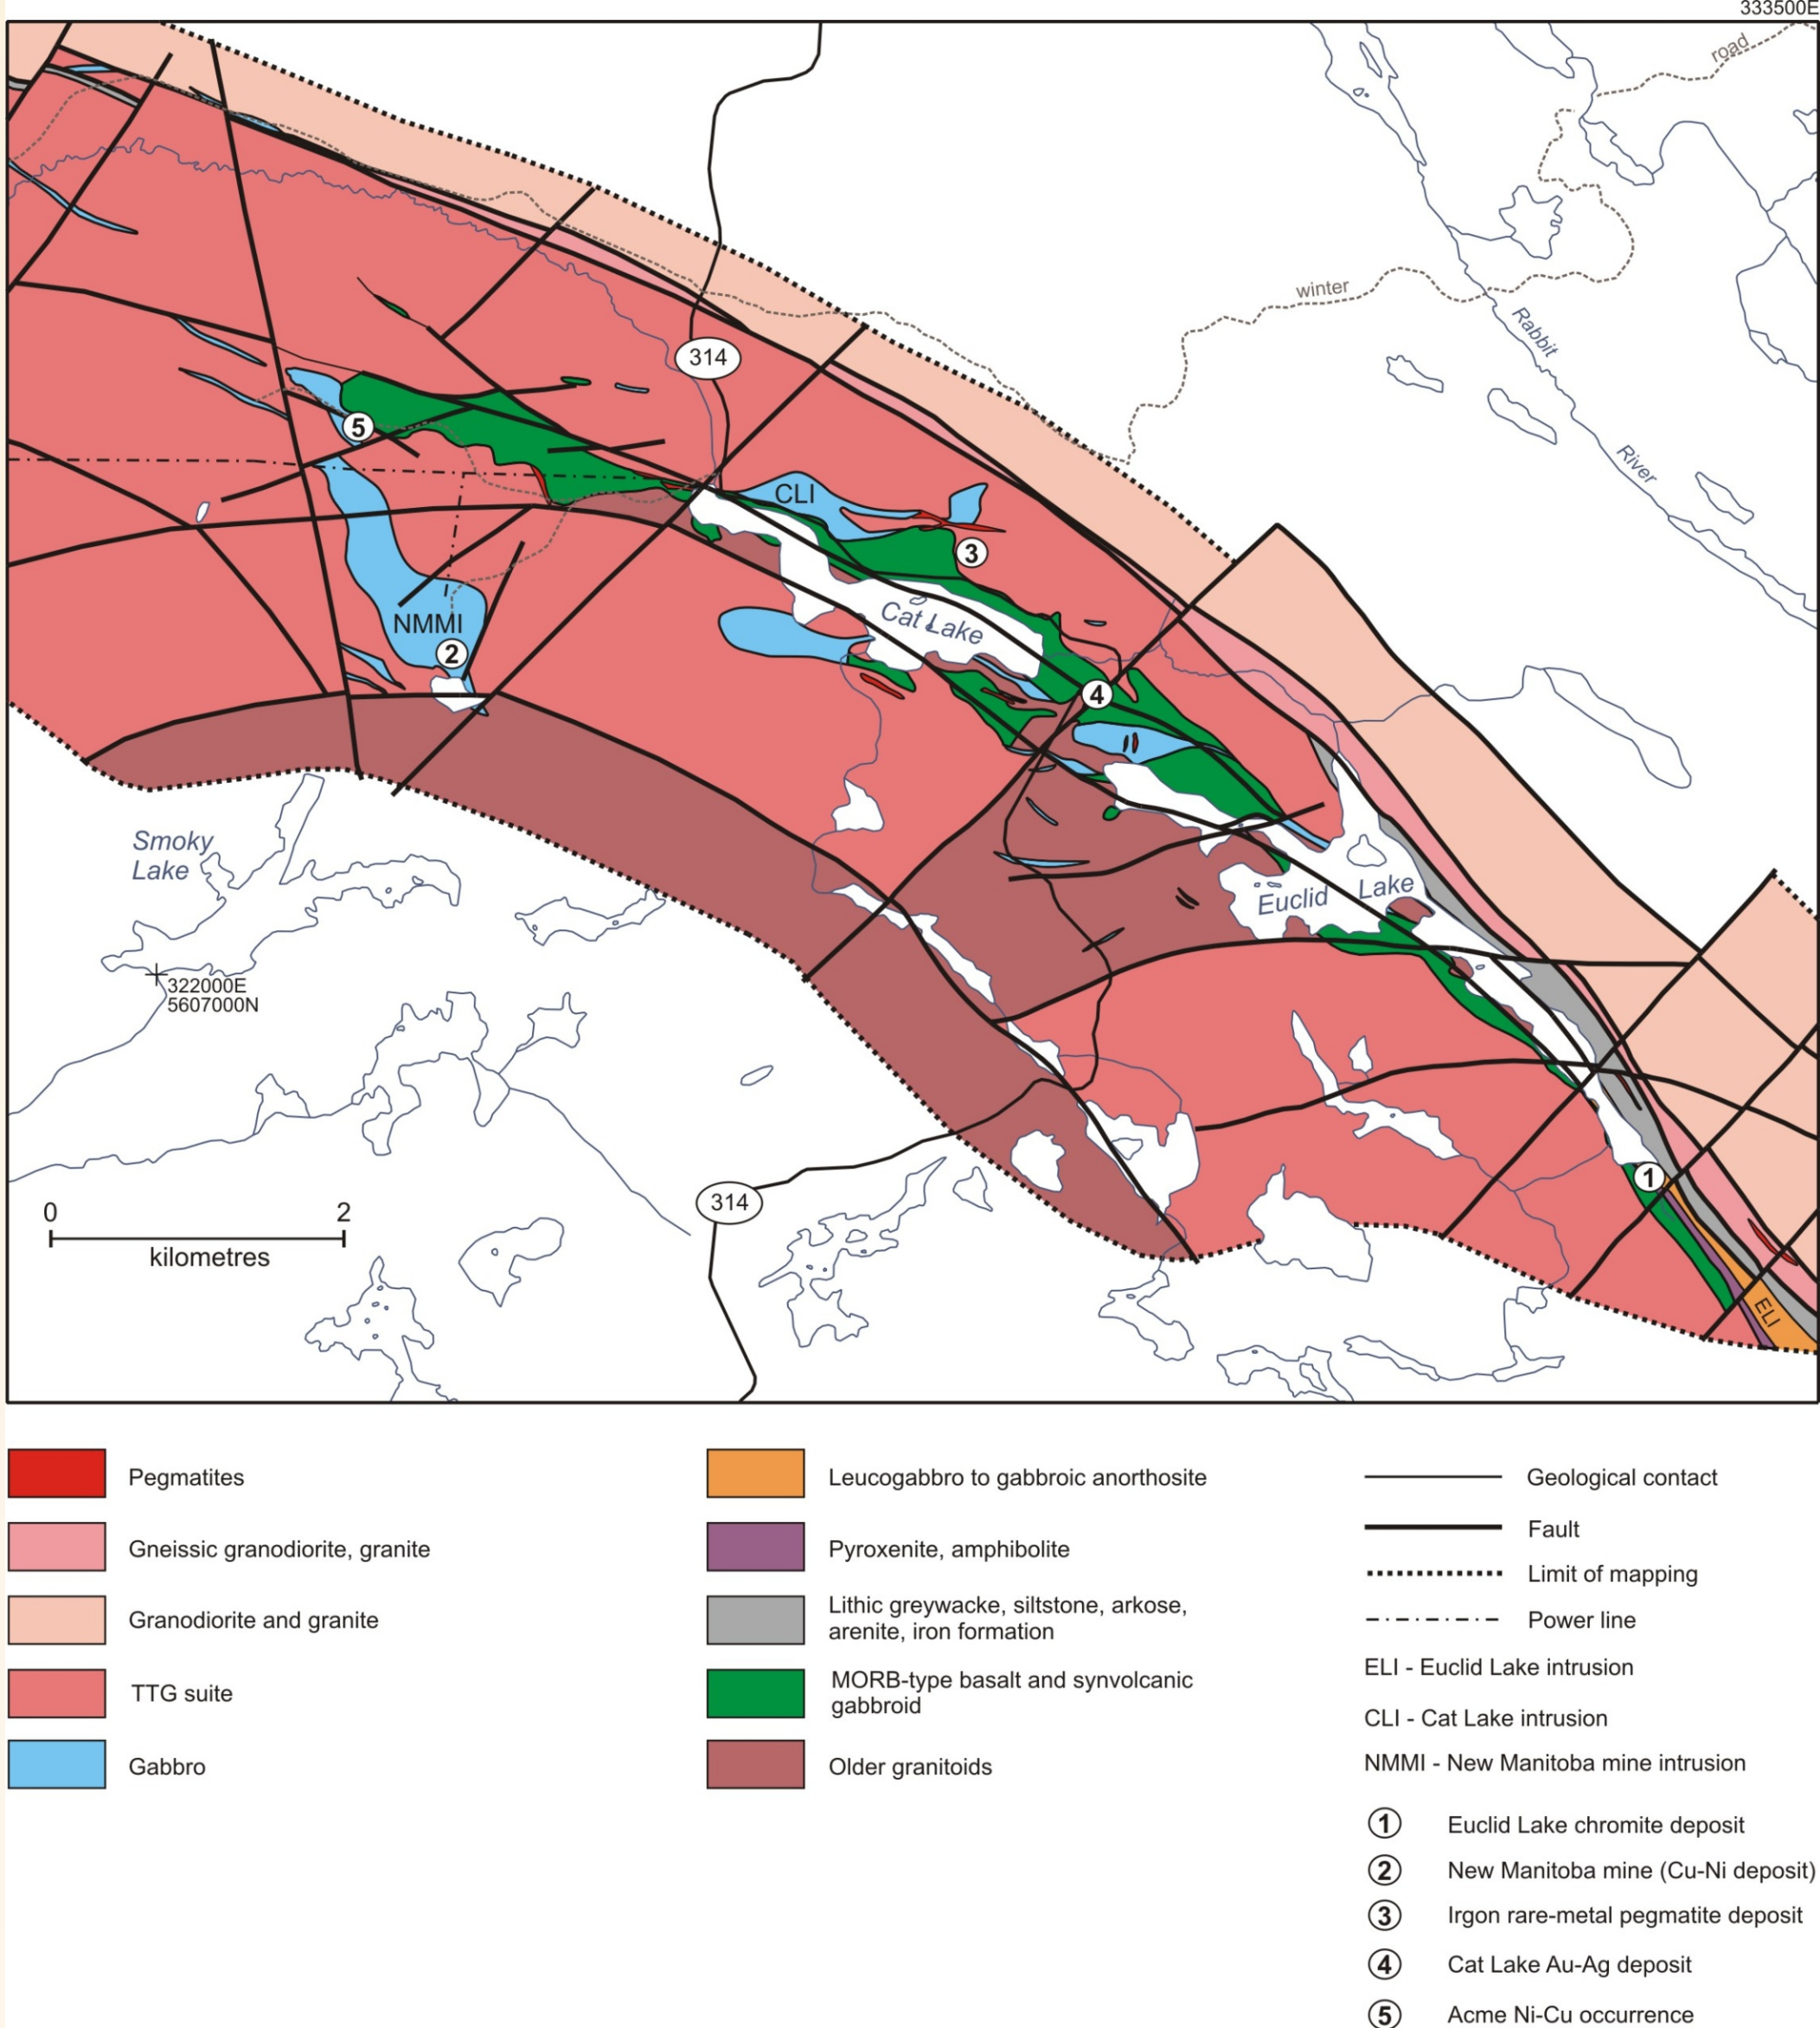 333500E
road
winter
Rabbit
River
314
5
CLI
3
NMMI
2
Cat Lake
4
Smoky
Lake
Euclid Lake
322000E
5607000N
1
314
ELI
0 2
kilometres
Pegmatites
Gneissic granodiorite, granite
Granodiorite and granite
TTG suite
Gabbro
Leucogabbro to gabbroic anorthosite
Pyroxenite, amphibolite
Lithic greywacke, siltstone, arkose,
arenite, iron formation
MORB-type basalt and synvolcanic
gabbroid
Older granitoids
Geological contact
Fault
Limit of mapping
Power line
ELI - Euclid Lake intrusion
CLI - Cat Lake intrusion
NMMI - New Manitoba mine intrusion
1 Euclid Lake chromite deposit
2 New Manitoba mine (Cu-Ni deposit)
3 Irgon rare-metal pegmatite deposit
4 Cat Lake Au-Ag deposit
5 Acme Ni-Cu occurrence